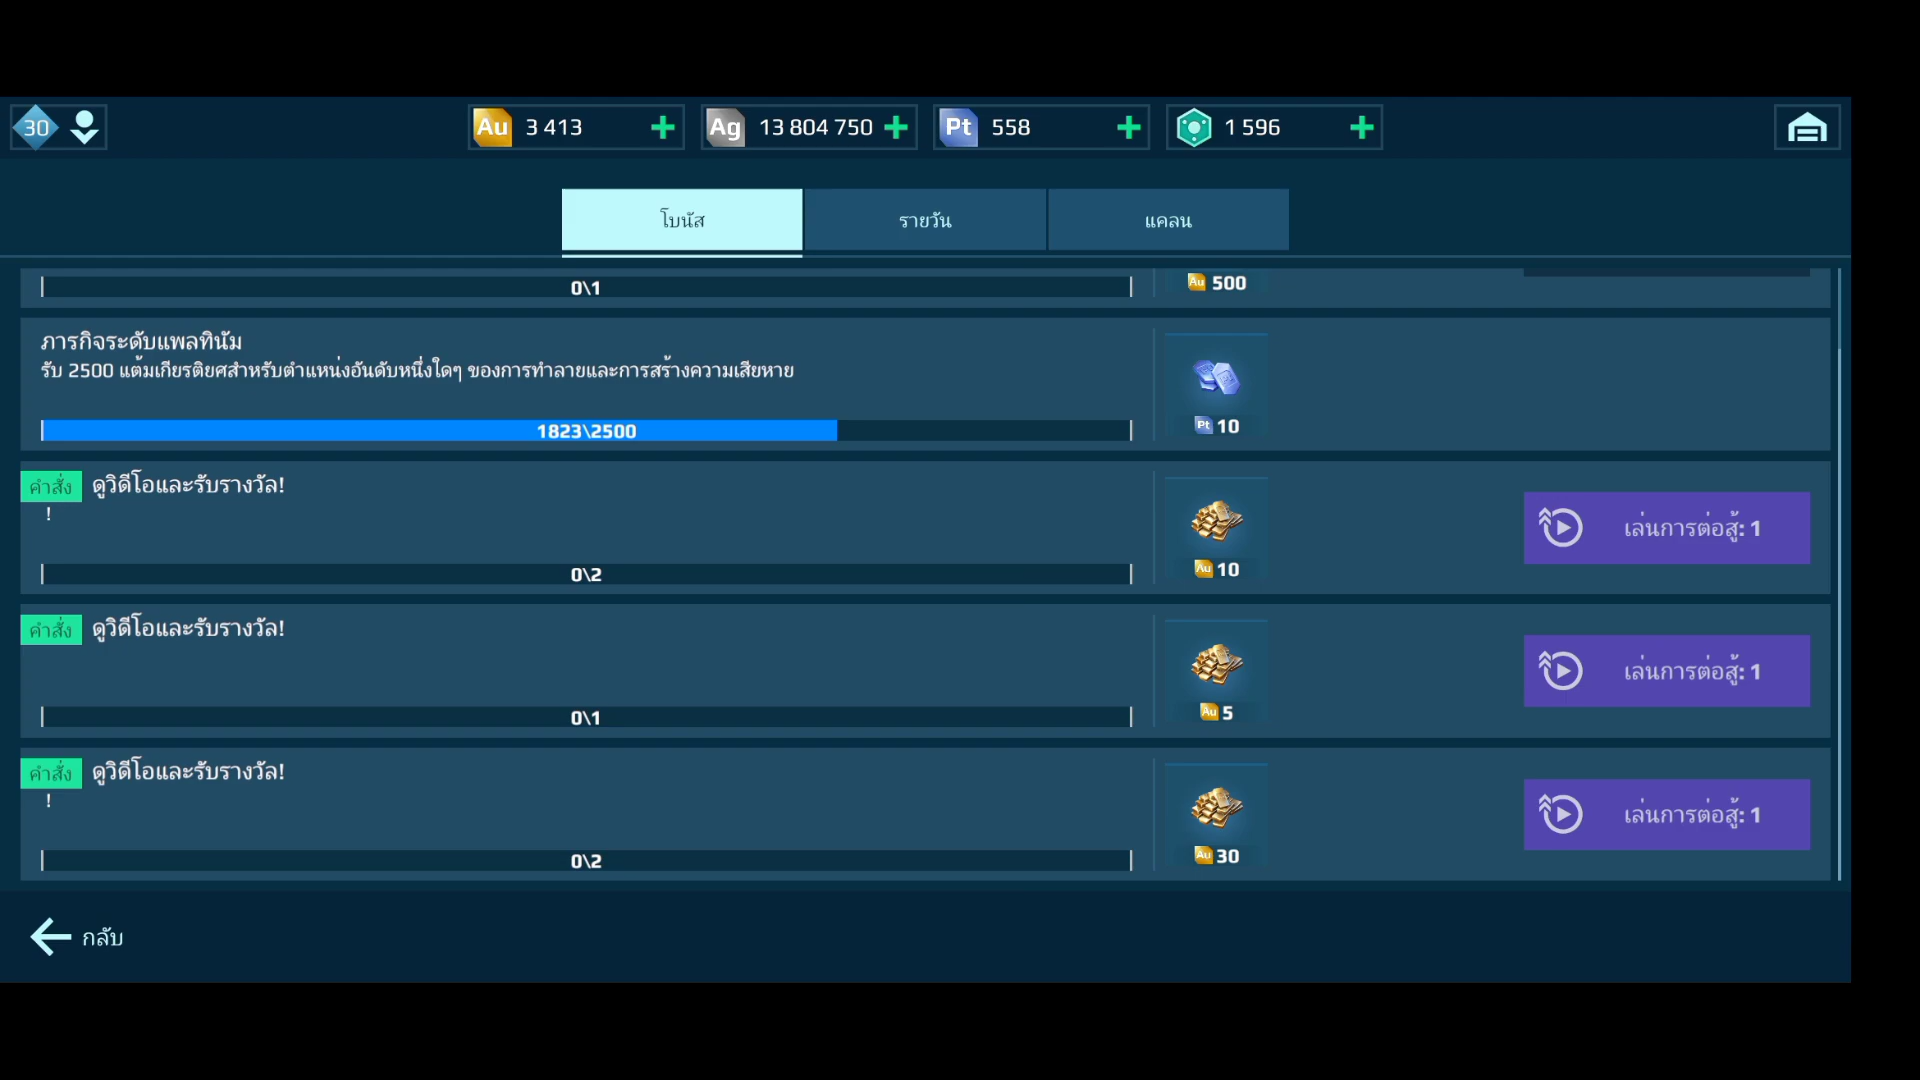 30
Au 3 413
Ag 13 804 750
Pt 558
1 596
โบนัส
รายวัน
แคลน
0\1
Au 500
ภารกิจระดับแพลทินัม
รับ 2500 แต้มเกียรติยศสำหรับตำแหน่งอันดับหนึ่งใดๆ ของการทำลายและการสร้างความเสียหาย
1823\2500
Pt 10
คำสั่ง ดูวิดีโอและรับรางวัล!
!
0\2
Au 10
เล่นการต่อสู้: 1
คำสั่ง ดูวิดีโอและรับรางวัล!
0\1
Au 5
เล่นการต่อสู้: 1
คำสั่ง ดูวิดีโอและรับรางวัล!
!
0\2
Au 30
เล่นการต่อสู้: 1
กลับ